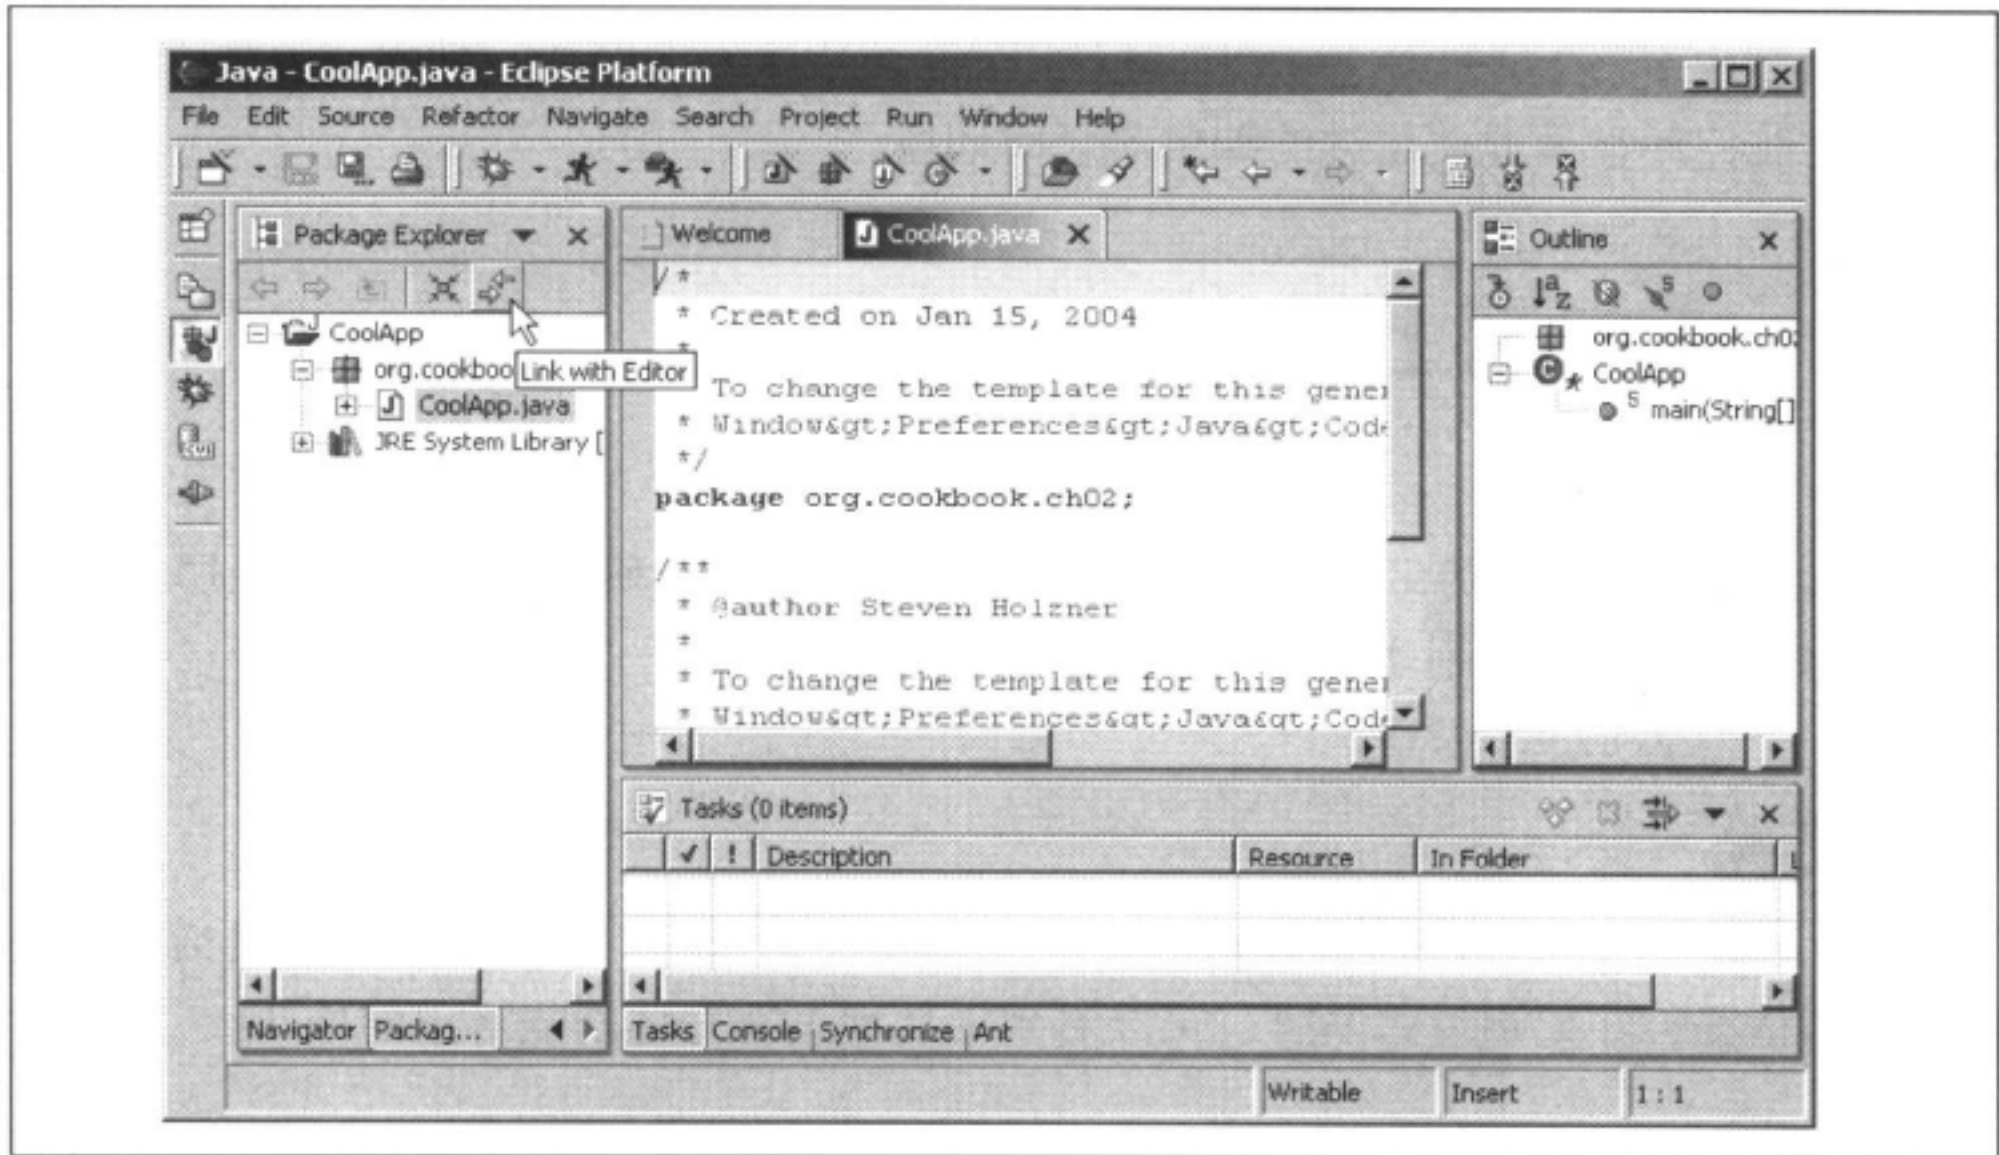 Java - CoolApp.java - Eclipse Platform
File Edit Source Refactor Navigate Search Project Run Window Help
Package Explorer
CoolApp
org.cookboo
Link with Editor
CoolApp.java
JRE System Library [
Navigator Packag...
Welcome
CoolApp.java
/*
* Created on Jan 15, 2004
*
To change the template for this gener
* Window&gt;Preferences&gt;Java&gt;Code
*/
package org.cookbook.ch02;
/**
* @author Steven Holzner
*
* To change the template for this gener
* Window&gt;Preferences&gt;Java&gt;Code
Outline
org.cookbook.ch02
CoolApp
S main(String[]
Tasks (0 items)
! Description Resource In Folder L
Tasks Console Synchronize Ant
Writable Insert 1 : 1